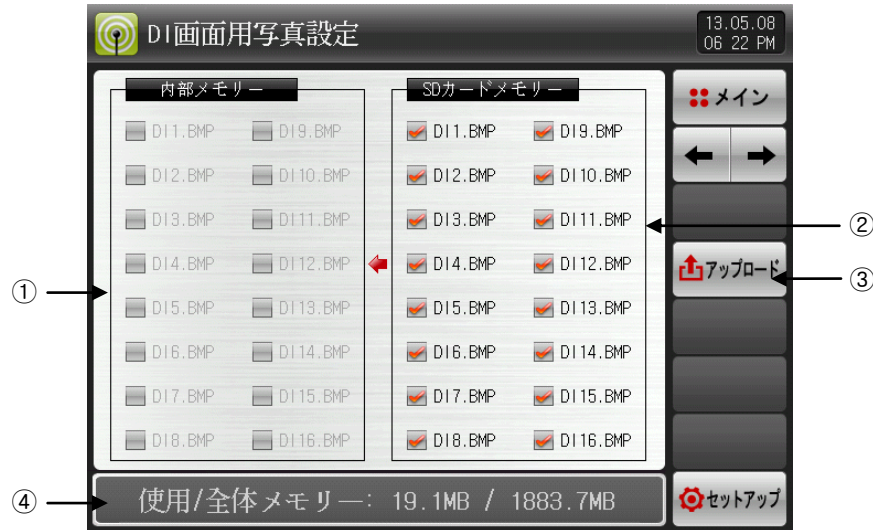 DI画面用写真設定
13.05.08
06 22 PM
内部メモリー
DI1.BMP DI9.BMP
DI2.BMP DI10.BMP
DI3.BMP DI11.BMP
DI4.BMP DI12.BMP
DI5.BMP DI13.BMP
DI6.BMP DI14.BMP
DI7.BMP DI15.BMP
DI8.BMP DI16.BMP
SDカードメモリー
DI1.BMP DI9.BMP
DI2.BMP DI10.BMP
DI3.BMP DI11.BMP
DI4.BMP DI12.BMP
DI5.BMP DI13.BMP
DI6.BMP DI14.BMP
DI7.BMP DI15.BMP
DI8.BMP DI16.BMP
メイン
アップロード
セットアップ
使用/全体メモリー: 19.1MB / 1883.7MB
①
②
③
④